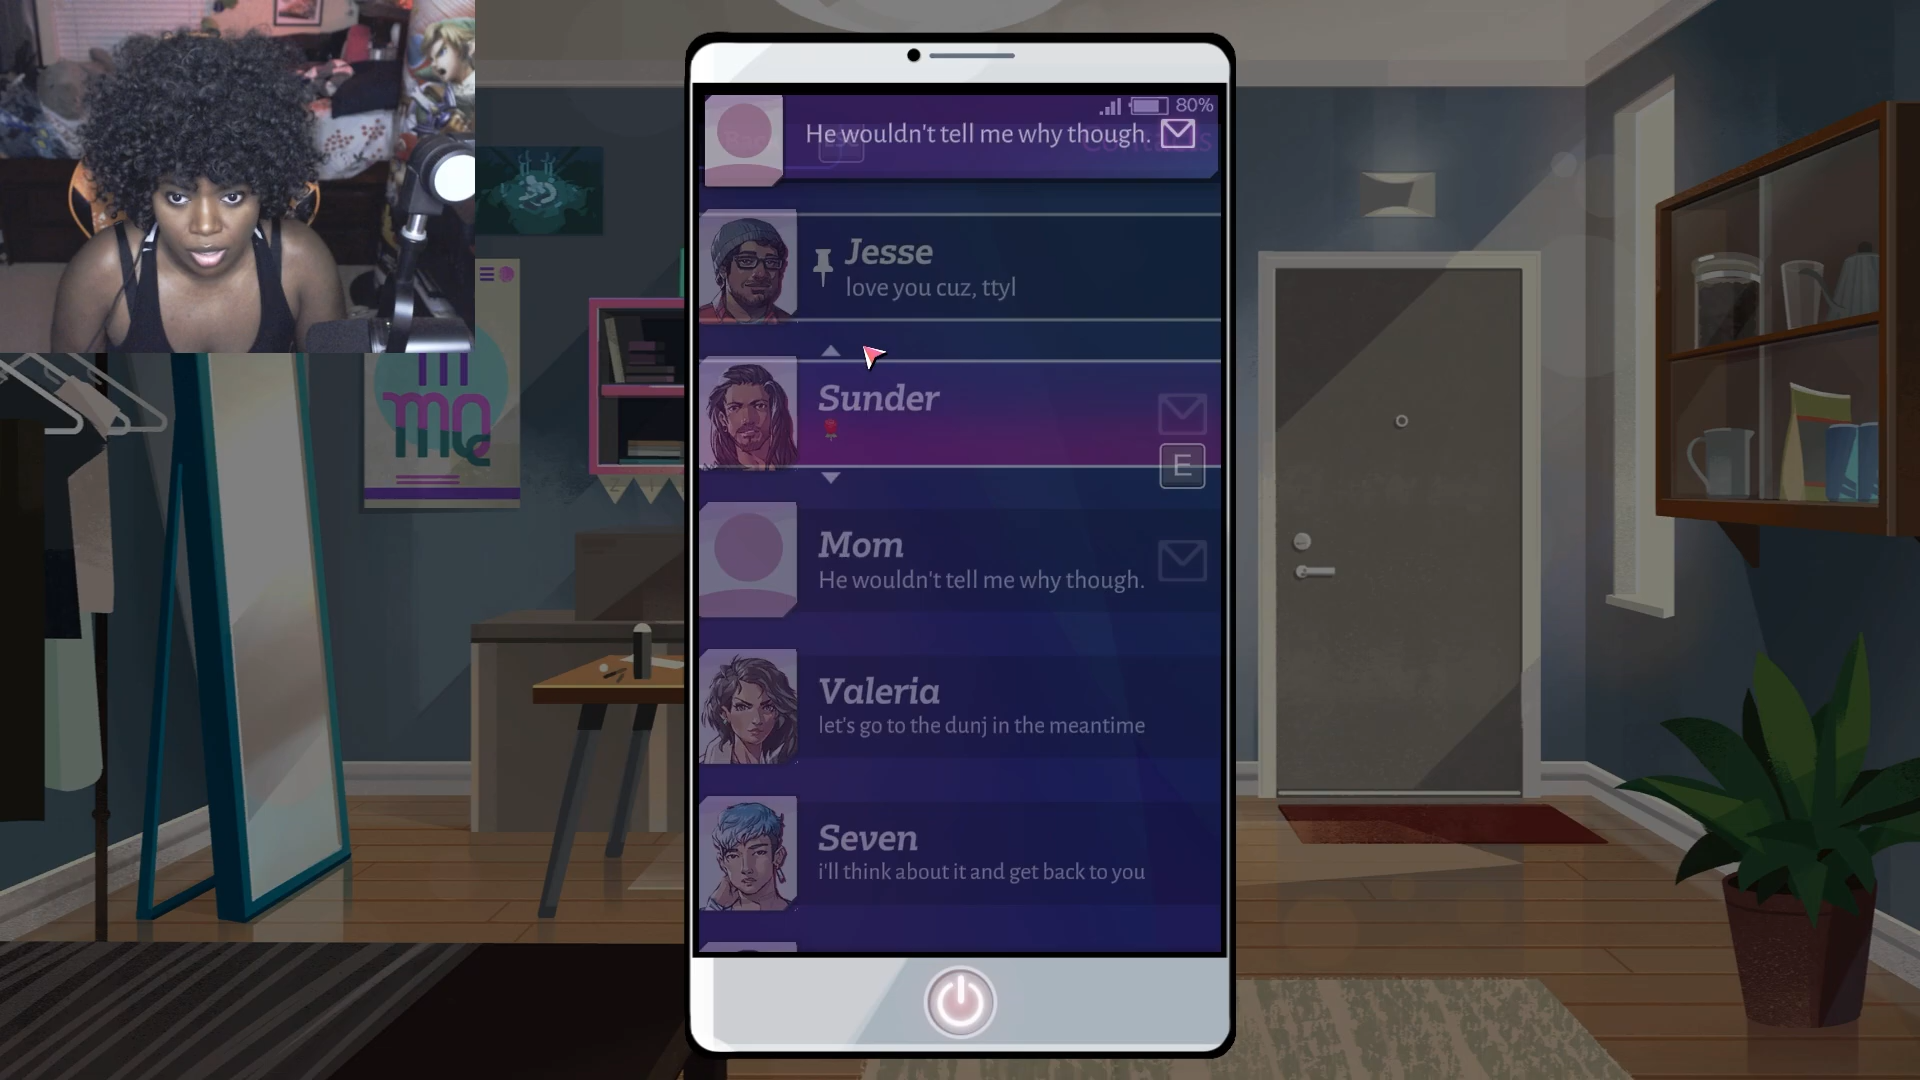 80%
He wouldn't tell me why though.
Jesse
love you cuz, ttyl
Sunder
E
Mom
He wouldn't tell me why though.
Valeria
let's go to the dunj in the meantime
Seven
i'll think about it and get back to you